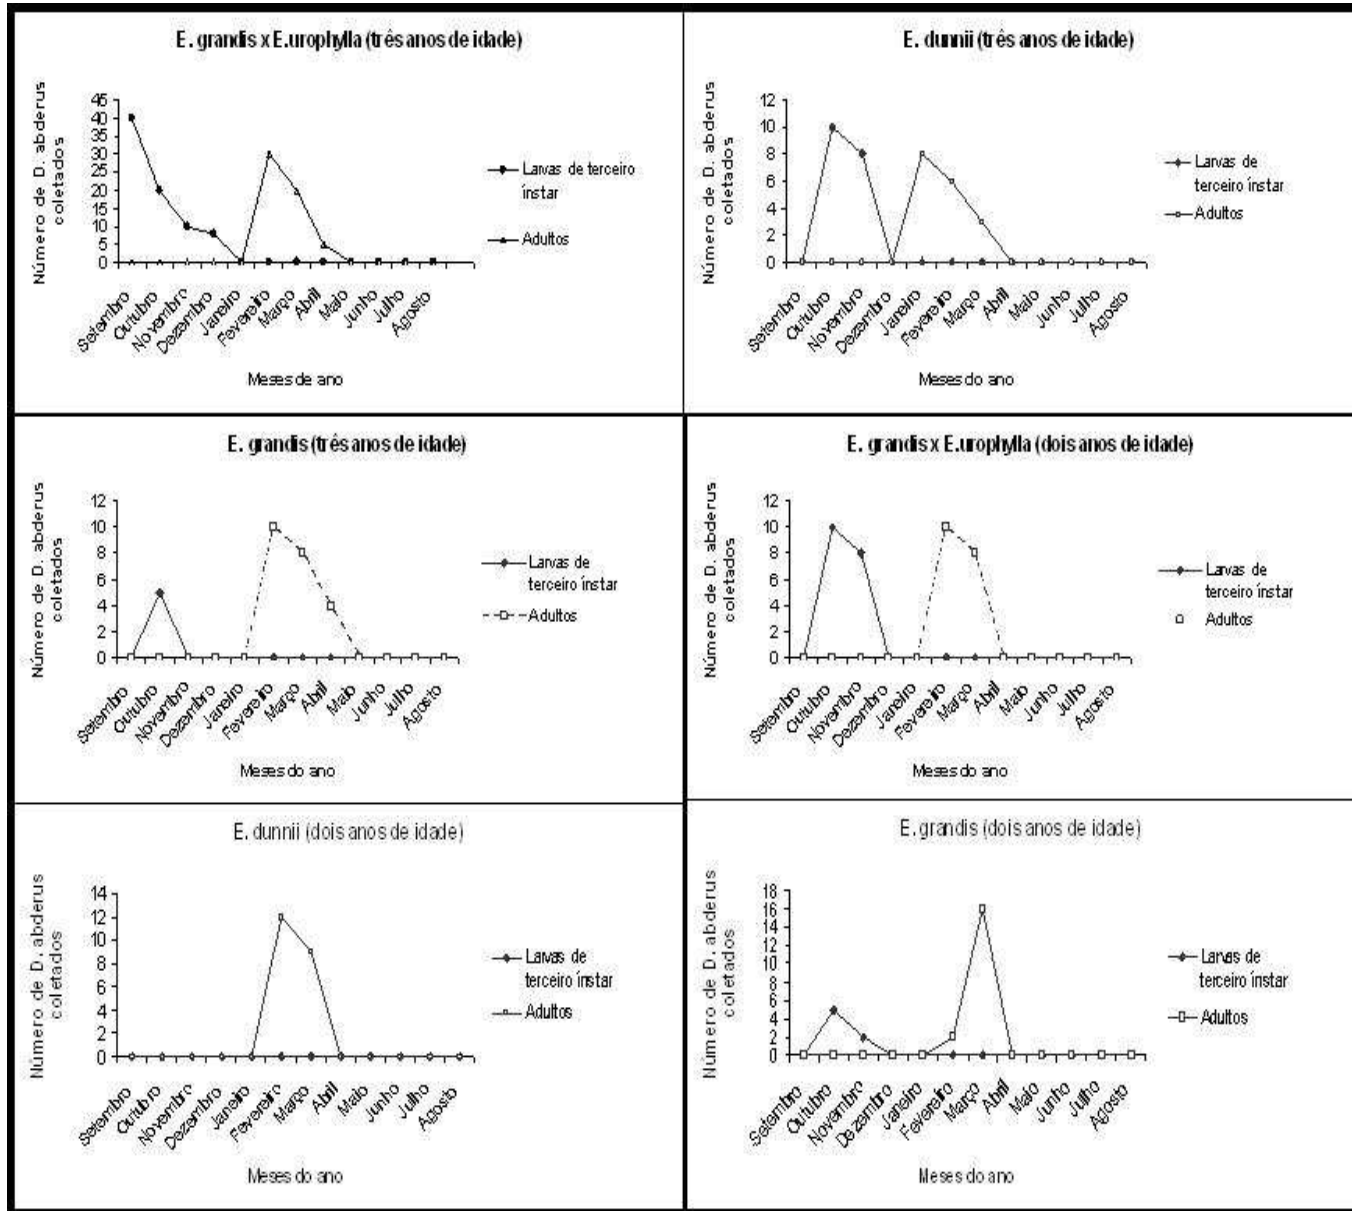 E. grandis x E.urophylla (três anos de idade)
Número de D. abderus
coletados
45
40
35
30
25
20
15
10
5
0
Setembro
Outubro
Novembro
Dezembro
Janeiro
Fevereiro
Março
Abril
Maio
Junho
Julho
Agosto
Meses de ano
Larvas de terceiro
ínstar
Adultos
E. dunnii (três anos de idade)
Número de D. abderus
coletados
12
10
8
6
4
2
0
Setembro
Outubro
Novembro
Dezembro
Janeiro
Fevereiro
Março
Abril
Maio
Junho
Julho
Agosto
Meses do ano
Larvas de
terceiro ínstar
Adultos
E. grandis (três anos de idade)
Número de D. abderus
coletados
12
10
8
6
4
2
0
Setembro
Outubro
Novembro
Dezembro
Janeiro
Fevereiro
Março
Abril
Maio
Junho
Julho
Agosto
Meses do ano
Larvas de
terceiro ínstar
Adultos
E. grandis x E.urophylla (dois anos de idade)
Número de D. abderus
coletados
12
10
8
6
4
2
0
Setembro
Outubro
Novembro
Dezembro
Janeiro
Fevereiro
Março
Abril
Maio
Junho
Julho
Agosto
Meses do ano
Larvas de
terceiro ínstar
Adultos
E. dunnii (dois anos de idade)
Número de D. abderus
coletados
14
12
10
8
6
4
2
0
Setembro
Outubro
Novembro
Dezembro
Janeiro
Fevereiro
Março
Abril
Maio
Junho
Julho
Agosto
Meses do ano
Larvas de
terceiro ínstar
Adultos
E. grandis (dois anos de idade)
Número de D. abderus
coletados
18
16
14
12
10
8
6
4
2
0
Setembro
Outubro
Novembro
Dezembro
Janeiro
Fevereiro
Março
Abril
Maio
Junho
Julho
Agosto
Meses do ano
Larvas de
terceiro ínstar
Adultos